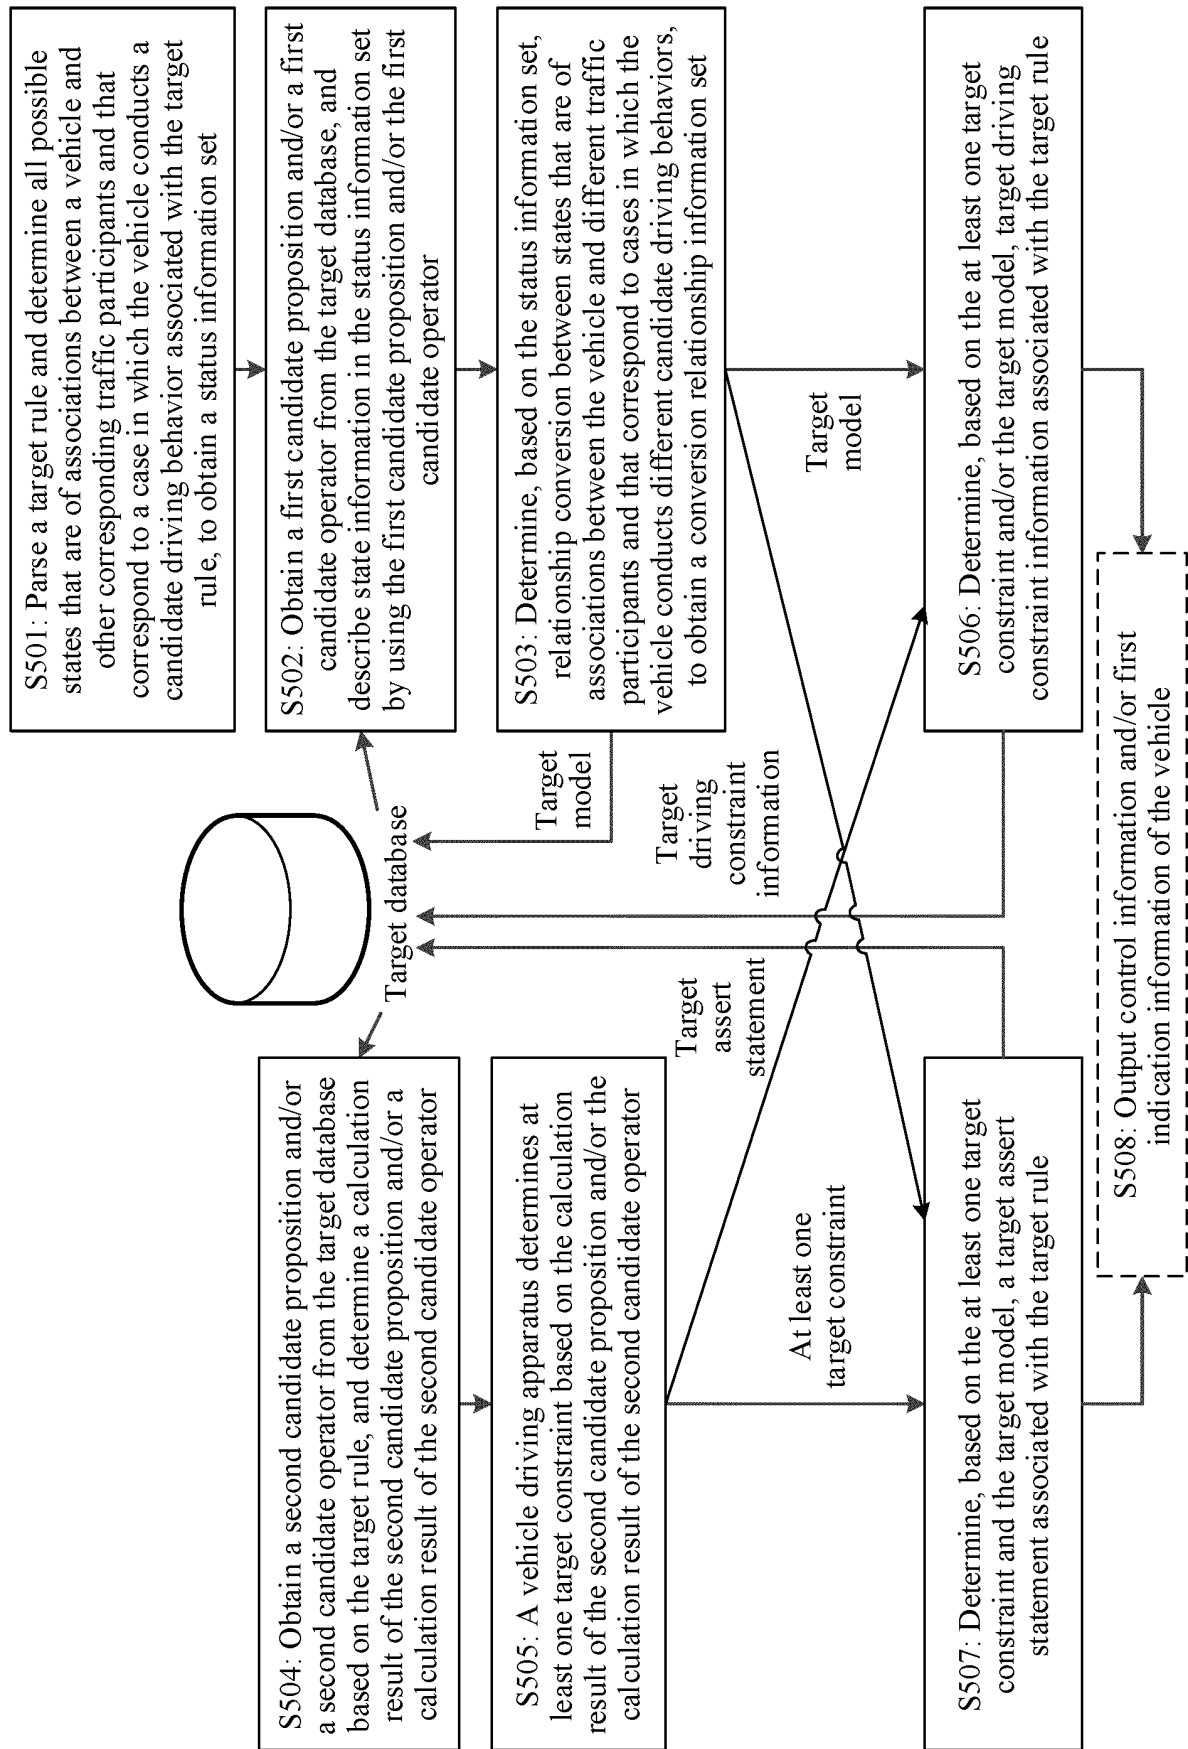 S501: Parse a target rule and determine all possible
states that are of associations between a vehicle and
other corresponding traffic participants and that
correspond to a case in which the vehicle conducts a
candidate driving behavior associated with the target
rule, to obtain a status information set
S502: Obtain a first candidate proposition and/or a first
candidate operator from the target database, and
describe state information in the status information set
by using the first candidate proposition and/or the first
candidate operator
S503: Determine, based on the status information set,
relationship conversion between states that are of
associations between the vehicle and different traffic
participants and that correspond to cases in which the
vehicle conducts different candidate driving behaviors,
to obtain a conversion relationship information set
Target database
S504: Obtain a second candidate proposition and/or
a second candidate operator from the target database
based on the target rule, and determine a calculation
result of the second candidate proposition and/or a
calculation result of the second candidate operator
S505: A vehicle driving apparatus determines at
least one target constraint based on the calculation
result of the second candidate proposition and/or the
calculation result of the second candidate operator
Target
model
Target
driving
constraint
information
Target
assert
statement
Target
model
At least one
target constraint
S506: Determine, based on the at least one target
constraint and/or the target model, target driving
constraint information associated with the target rule
S507: Determine, based on the at least one target
constraint and the target model, a target assert
statement associated with the target rule
S508: Output control information and/or first
indication information of the vehicle